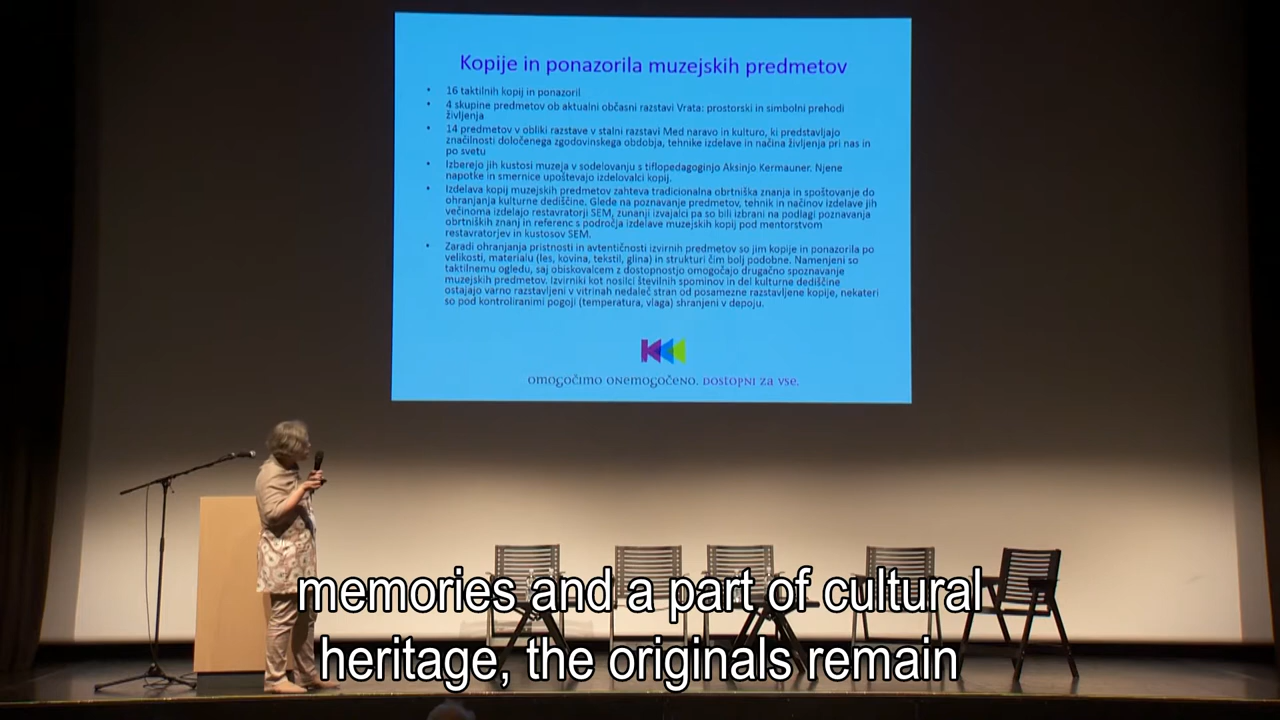 Kopije in ponazorila muzejskih predmetov
• 16 taktilnih kopij in ponazoril
• 4 skupine predmetov ob aktualni občasni razstavi Vrata: prostorski in simbolni prehodi
življenja
• 14 predmetov v obliki razstave v stalni razstavi Med naravo in kulturo, ki predstavljajo
značilnosti določenega zgodovinskega obdobja, tehnike izdelave in načina življenja pri nas in
po svetu
• Izberejo jih kustosi muzeja v sodelovanju s tiflopedagoginjo Aksinjo Kermauner. Njene
napotke in smernice upoštevajo izdelovalci kopij.
• Izdelava kopij muzejskih predmetov zahteva tradicionalna obrtniška znanja in spoštovanje do
ohranjanja kulturne dediščine. Glede na poznavanje predmetov, tehnik in načinov izdelave jih
večinoma izdelajo restavratorji SEM, zunanji izvajalci pa so bili izbrani na podlagi poznavanja
obrtniških znanj in referenc s področja izdelave muzejskih kopij pod mentorstvom
restavratorjev in kustosov SEM.
• Zaradi ohranjanja pristnosti in avtentičnosti izvirnih predmetov so jim kopije in ponazorila po
velikosti, materialu (les, kovina, tekstil, glina) in strukturi čim bolj podobne. Namenjeni so
taktilnemu ogledu, saj obiskovalcem z dostopnostjo omogočajo drugačno spoznavanje
muzejskih predmetov. Izvirniki kot nosilci številnih spominov in del kulturne dediščine
ostajajo varno razstavljeni v vitrinah nedaleč stran od posamezne razstavljene kopije, nekateri
so pod kontroliranimi pogoji (temperatura, vlaga) shranjeni v depoju.
omogočimo onemogočeno. Dostopni za vse.
memories and a part of cultural
heritage, the originals remain